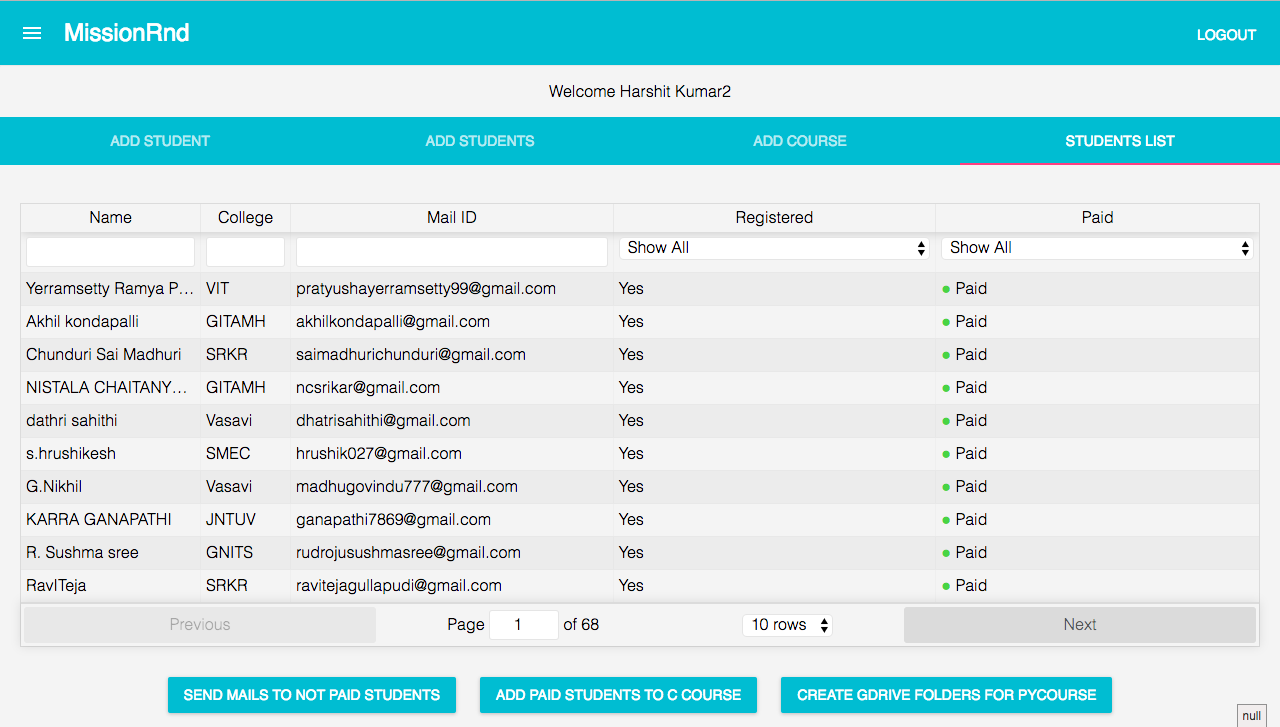 MissionRnd
LOGOUT
Welcome Harshit Kumar2
ADD STUDENT ADD STUDENTS ADD COURSE STUDENTS LIST
Name College Mail ID Registered Paid
Show All Show All
Yerramsetty Ramya P... VIT pratyushayerramsetty99@gmail.com Yes Paid
Akhil kondapalli GITAMH akhilkondapalli@gmail.com Yes Paid
Chunduri Sai Madhuri SRKR saimadhurichunduri@gmail.com Yes Paid
NISTALA CHAITANY... GITAMH ncsrikar@gmail.com Yes Paid
dathri sahithi Vasavi dhatrisahithi@gmail.com Yes Paid
s.hrushikesh SMEC hrushik027@gmail.com Yes Paid
G.Nikhil Vasavi madhugovindu777@gmail.com Yes Paid
KARRA GANAPATHI JNTUV ganapathi7869@gmail.com Yes Paid
R. Sushma sree GNITS rudrojusushmasree@gmail.com Yes Paid
RavITeja SRKR ravitejagullapudi@gmail.com Yes Paid
Previous Page 1 of 68 10 rows Next
SEND MAILS TO NOT PAID STUDENTS ADD PAID STUDENTS TO C COURSE CREATE GDRIVE FOLDERS FOR PYCOURSE
null